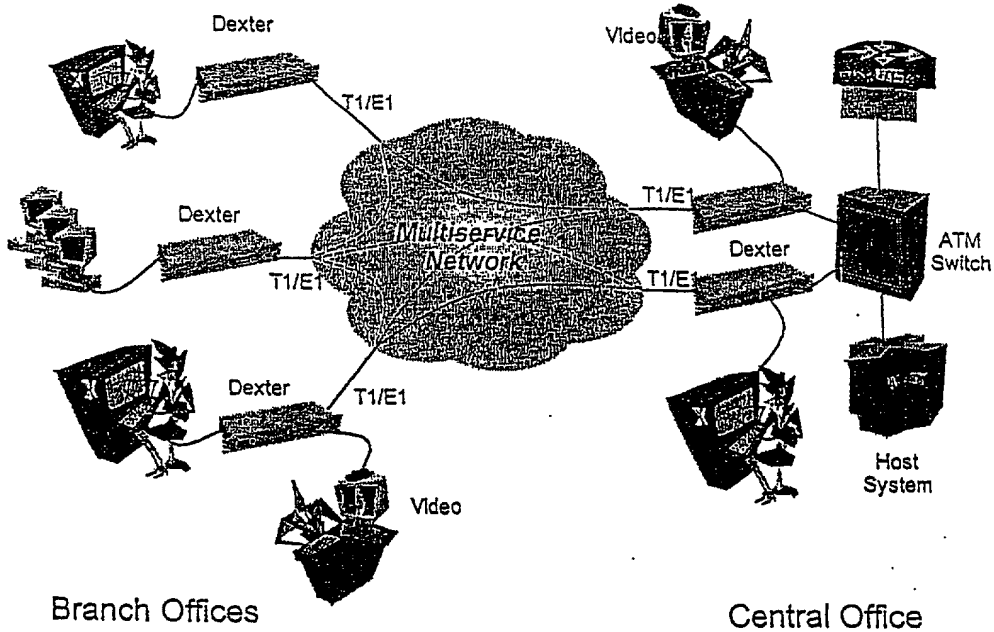 Dexter
Video
T1/E1
Dexter
T1/E1
Multiservice
Network
T1/E1
Dexter
ATM
Switch
T1/E1
Dexter
T1/E1
Host
System
Video
Branch Offices
Central Office